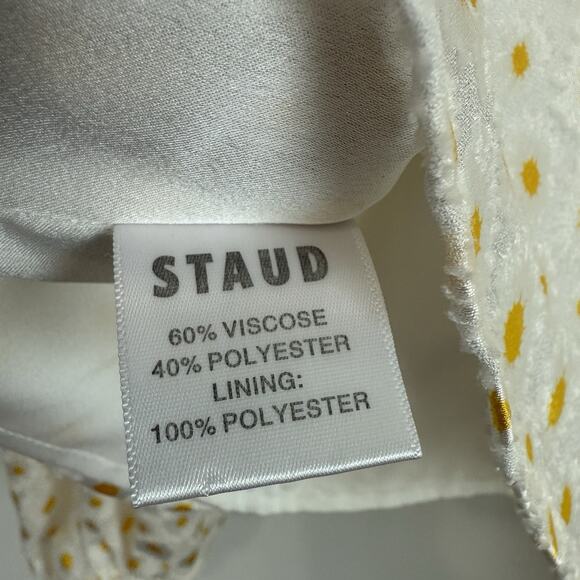 STAUD
60% VISCOSE
40% POLYESTER
LINING:
100% POLYESTER